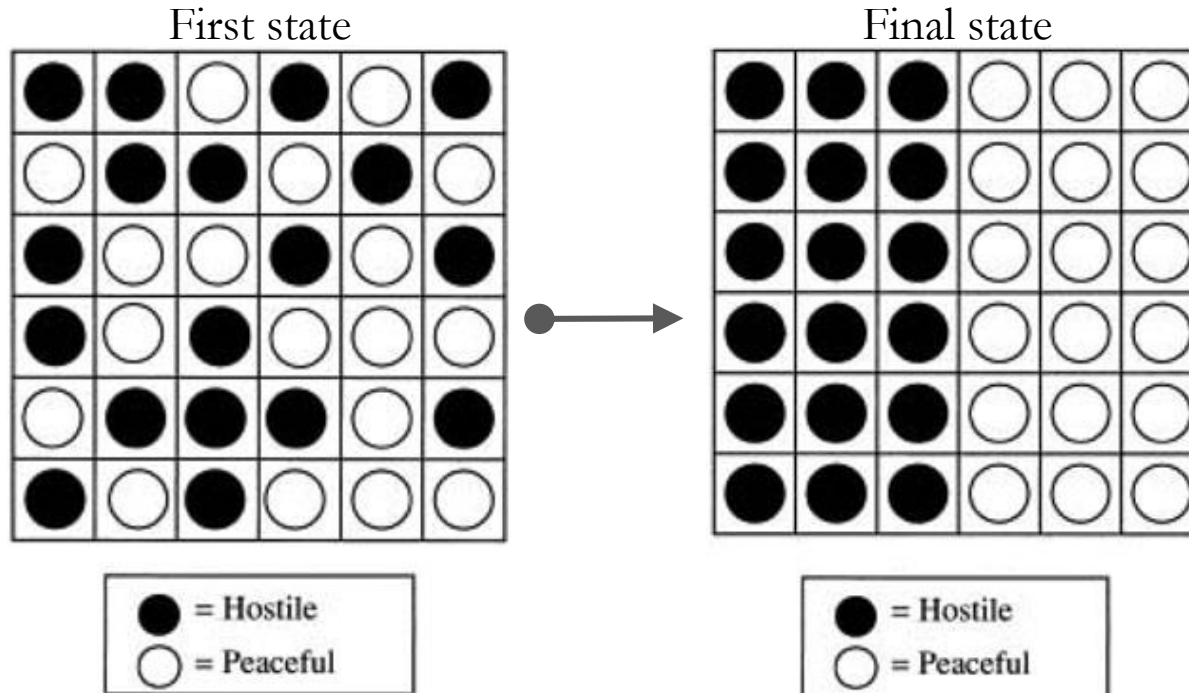 First state
Final state
= Hostile
= Peaceful
= Hostile
= Peaceful